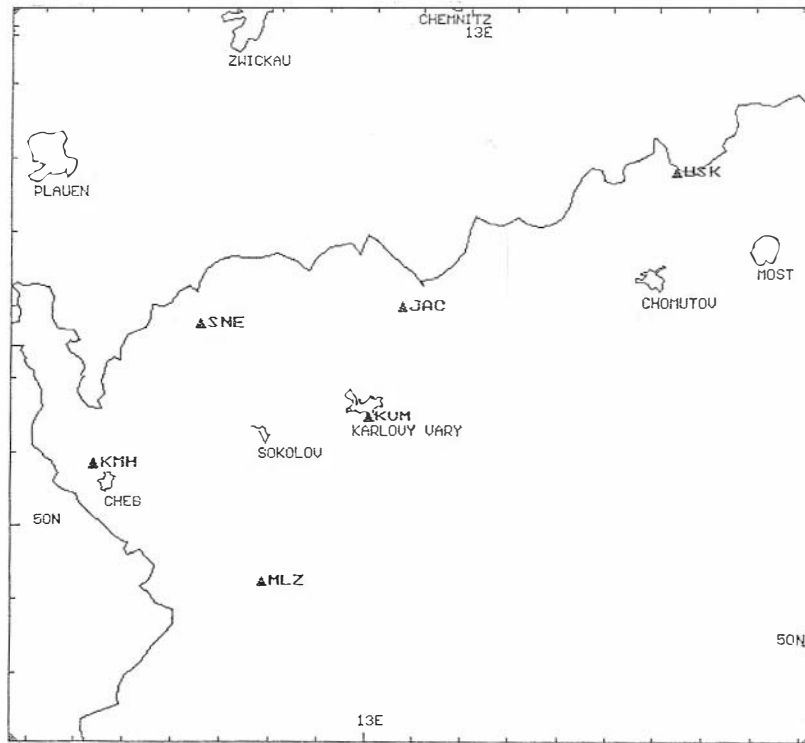 CHEMNITZ
13E
ZWICKAU
PLAUEN
USK
MOST
CHOMUTOV
JAC
SNE
KVM
KARLOVY VARY
SOKOLOV
KMH
CHEB
50N
MLZ
50N
13E